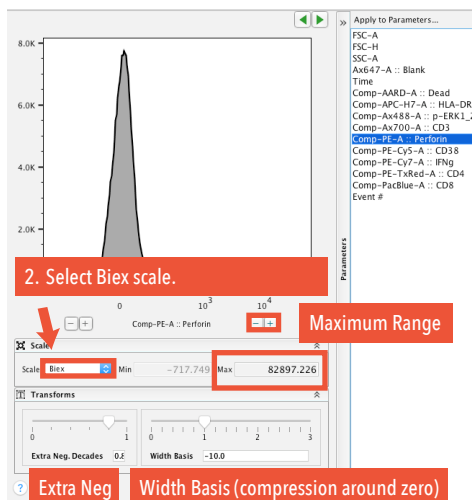 » Apply to Parameters...
8.0K
6.0K
4.0K
2.0K
FSC-A
FSC-H
SSC-A
Ax647-A :: Blank
Time
Comp-AARD-A :: Dead
Comp-APC-H7-A :: HLA-DR
Comp-Ax488-A :: p-ERK1_2
Comp-Ax700-A :: CD3
Comp-PE-A :: Perforin
Comp-PE-Cy5-A :: CD38
Comp-PE-Cy7-A :: IFNg
Comp-PE-TxRed-A :: CD4
Comp-PacBlue-A :: CD8
Event #
Parameters
2. Select Biex scale.
0 10³ 10⁴
- + Comp-PE-A :: Perforin - +
Maximum Range
Scale
Scale Biex Min -717.749 Max 82897.226
Transforms
0 1 0 1 2 3
Extra Neg. Decades 0.8 Width Basis -10.0
? Extra Neg Width Basis (compression around zero)